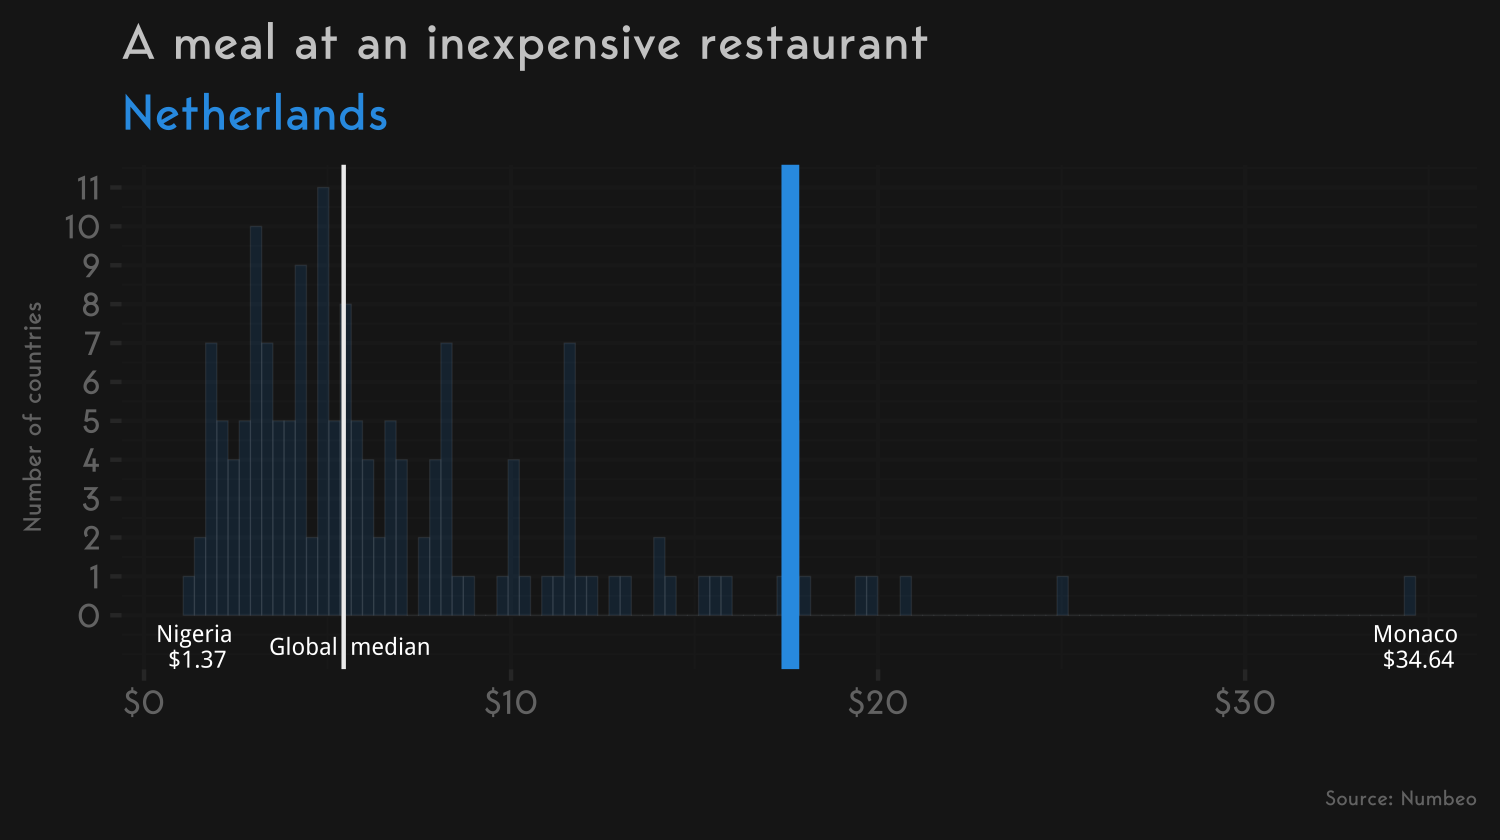 A meal at an inexpensive restaurant
Netherlands
Number of countries
11
10
9
8
7
6
5
4
3
2
1
0
Nigeria
$1.37
Global median
Monaco
$34.64
$0 $10 $20 $30
Source: Numbeo